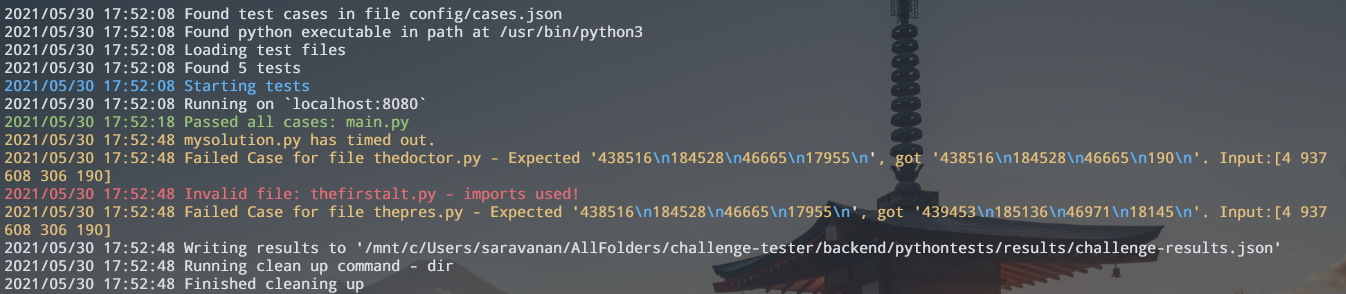 2021/05/30 17:52:08 Found test cases in file config/cases.json
2021/05/30 17:52:08 Found python executable in path at /usr/bin/python3
2021/05/30 17:52:08 Loading test files
2021/05/30 17:52:08 Found 5 tests
2021/05/30 17:52:08 Starting tests
2021/05/30 17:52:08 Running on `localhost:8080`
2021/05/30 17:52:18 Passed all cases: main.py
2021/05/30 17:52:48 mysolution.py has timed out.
2021/05/30 17:52:48 Failed Case for file thedoctor.py - Expected '438516\n184528\n46665\n17955\n', got '438516\n184528\n46665\n190\n'. Input:[4 937
608 306 190]
2021/05/30 17:52:48 Invalid file: thefirstalt.py - imports used!
2021/05/30 17:52:48 Failed Case for file thepres.py - Expected '438516\n184528\n46665\n17955\n', got '439453\n185136\n46971\n18145\n'. Input:[4 937
608 306 190]
2021/05/30 17:52:48 Writing results to '/mnt/c/Users/saravanan/AllFolders/challenge-tester/backend/pythontests/results/challenge-results.json'
2021/05/30 17:52:48 Running clean up command - dir
2021/05/30 17:52:48 Finished cleaning up